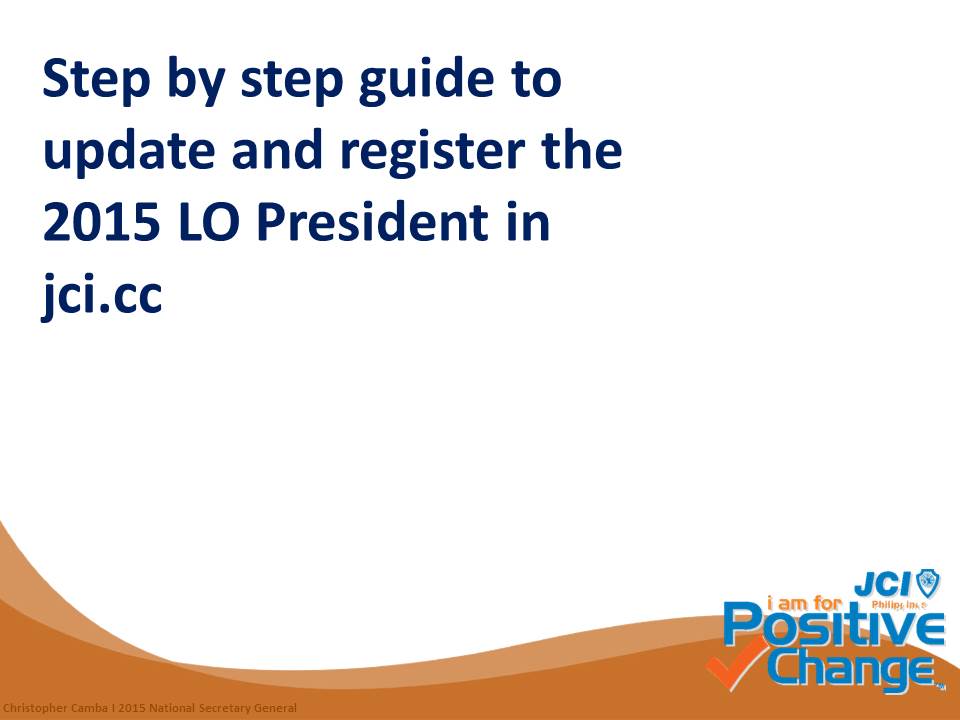 Step by step guide to
update and register the
2015 LO President in
jci.cc
JCI
Philippines
i am for
Positive
Change
TM
Christopher Camba I 2015 National Secretary General